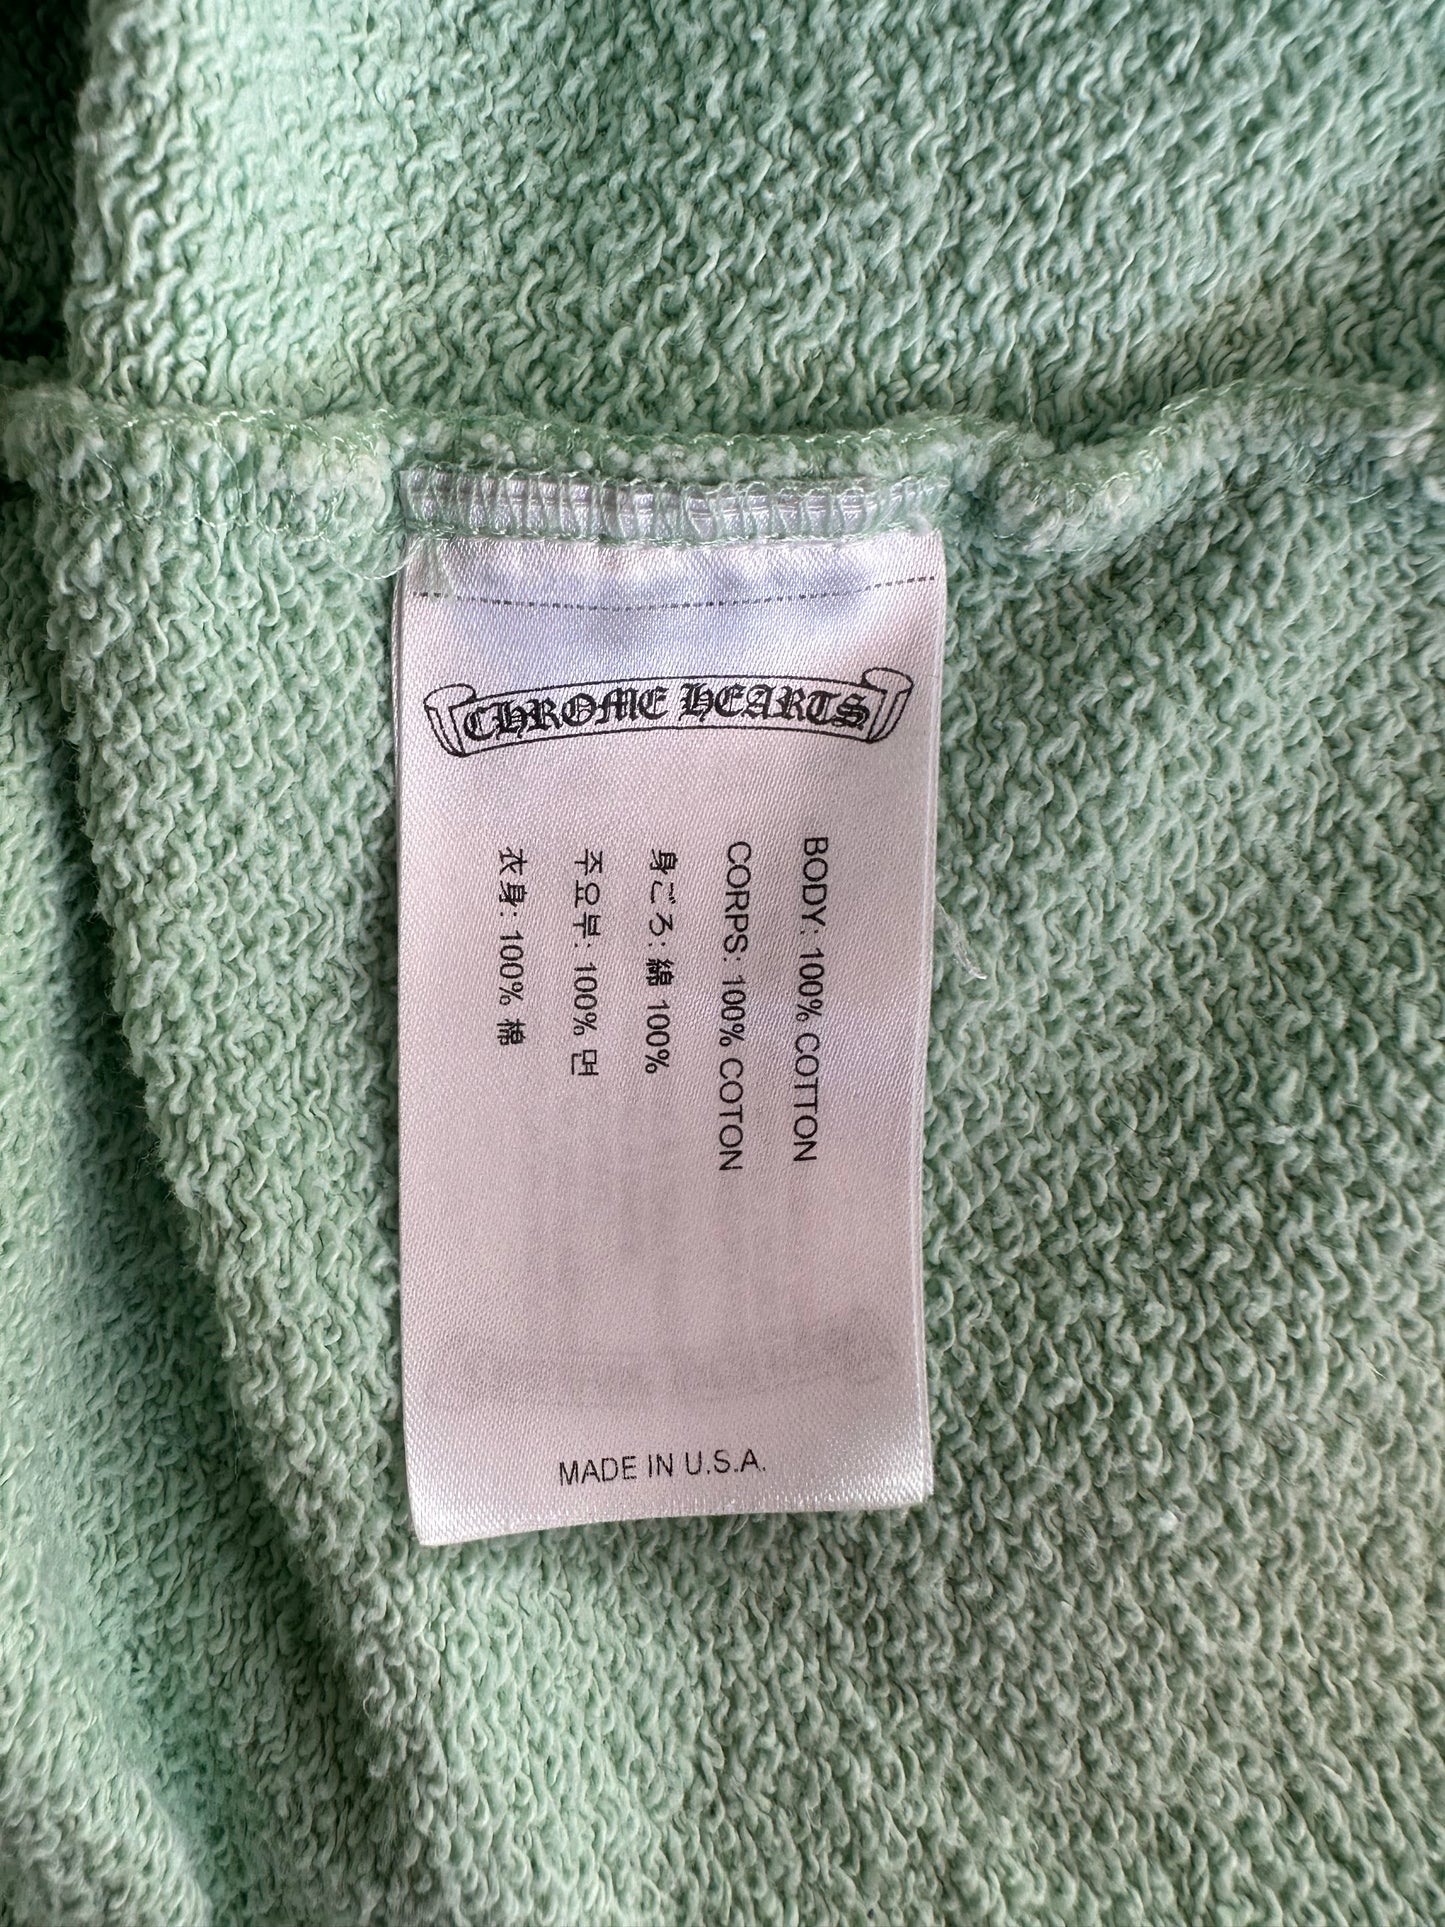 CHROME HEARTS
BODY: 100% COTTON
CORPS: 100% COTON
身ごろ: 綿 100%
주요부: 100% 면
衣身: 100% 棉
MADE IN U.S.A.